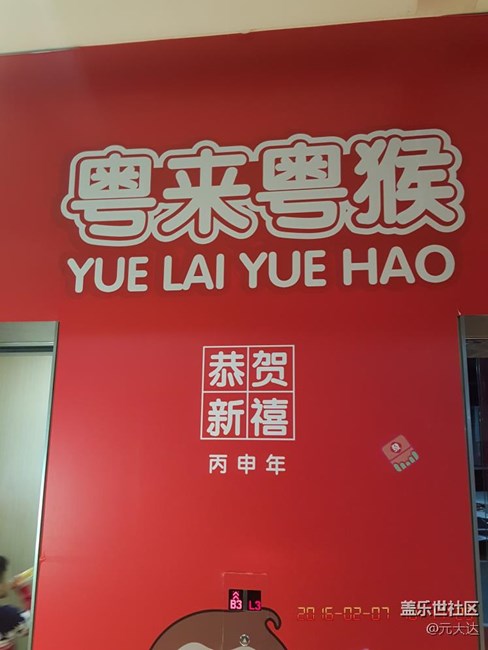 粤来粤猴
YUE LAI YUE HAO
恭贺
新禧
丙申年
B3 L3
2016-02-07
盖乐世社区
@元大达